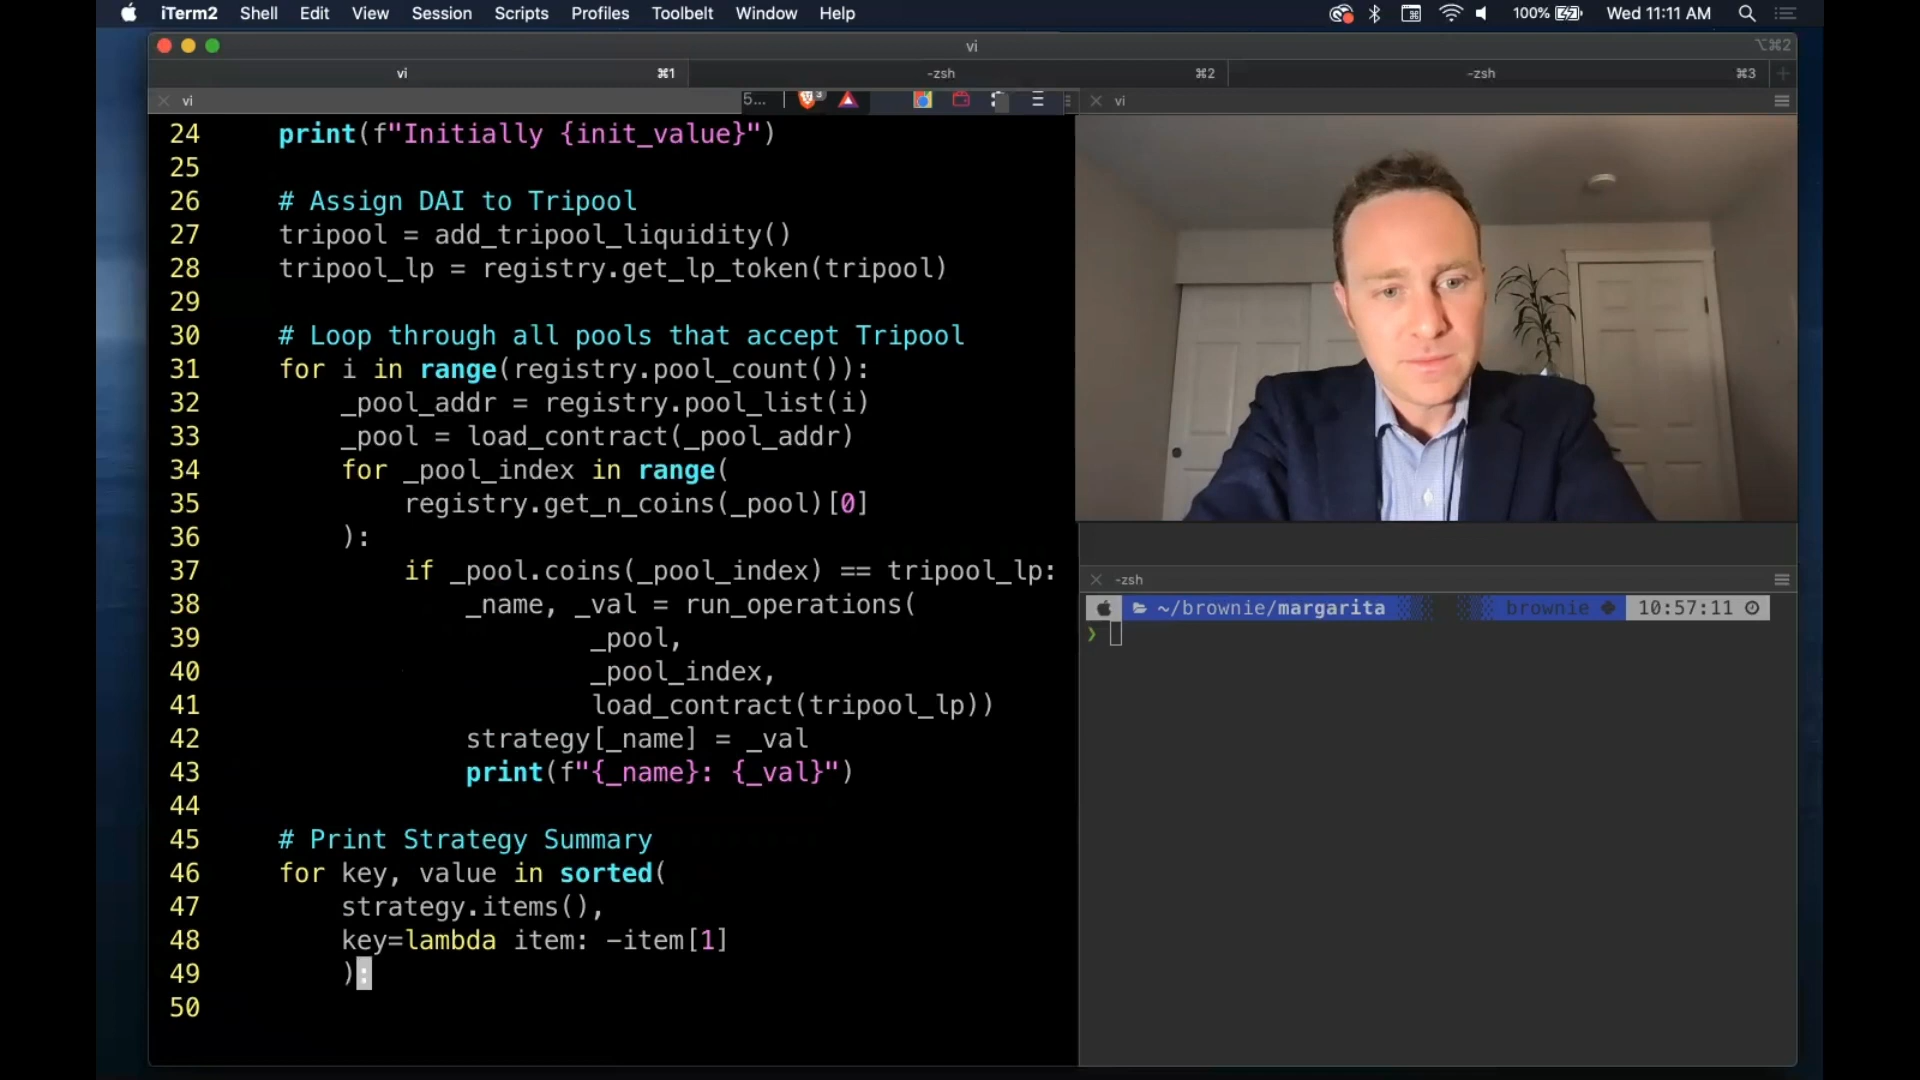 iTerm2 Shell Edit View Session Scripts Profiles Toolbelt Window Help 100% Wed 11:11 AM
vi ⌥⌘2
vi ⌘1 -zsh ⌘2 -zsh ⌘3
vi 5... 3 vi
24 print(f"Initially {init_value}")
25
26 # Assign DAI to Tripool
27 tripool = add_tripool_liquidity()
28 tripool_lp = registry.get_lp_token(tripool)
29
30 # Loop through all pools that accept Tripool
31 for i in range(registry.pool_count()):
32 _pool_addr = registry.pool_list(i)
33 _pool = load_contract(_pool_addr)
34 for _pool_index in range(
35 registry.get_n_coins(_pool)[0]
36 ):
37 if _pool.coins(_pool_index) == tripool_lp:
38 _name, _val = run_operations(
39 _pool,
40 _pool_index,
41 load_contract(tripool_lp))
42 strategy[_name] = _val
43 print(f"{_name}: {_val}")
44
45 # Print Strategy Summary
46 for key, value in sorted(
47 strategy.items(),
48 key=lambda item: -item[1]
49 ):
50
-zsh
~/brownie/margarita brownie 10:57:11
❯